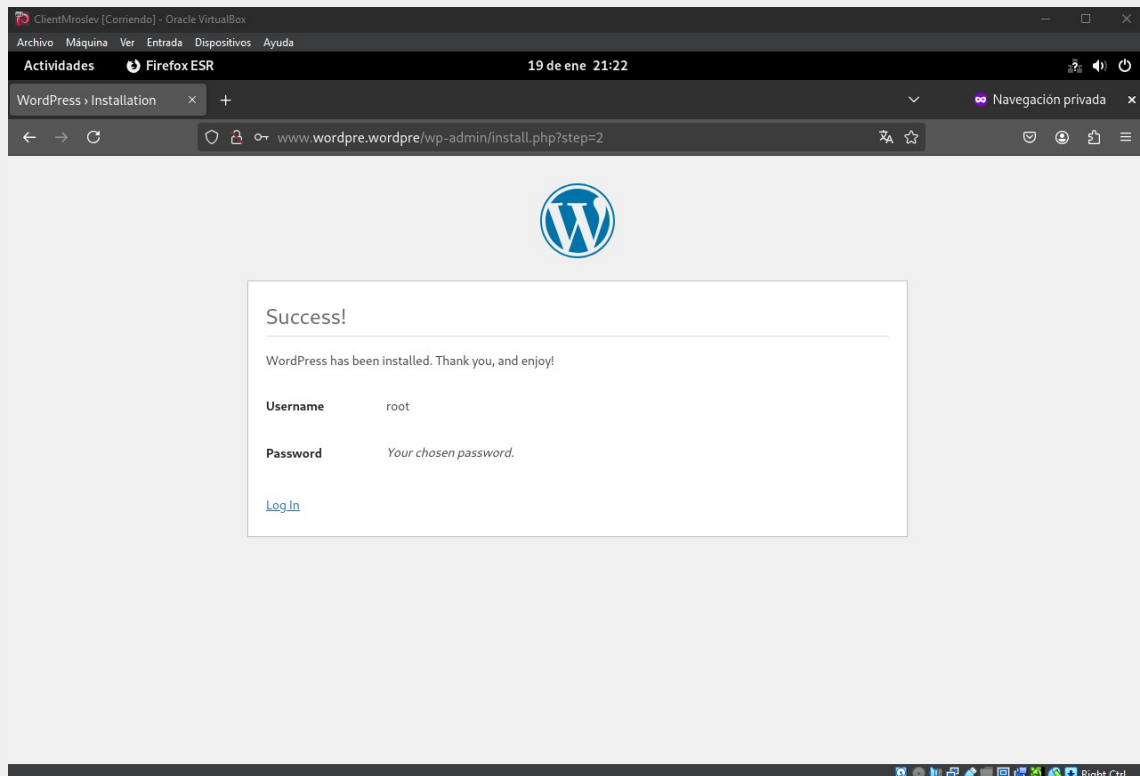 ClientMroslev [Corriendo] - Oracle VirtualBox
Archivo Máquina Ver Entrada Dispositivos Ayuda
Actividades Firefox ESR 19 de ene 21:22
WordPress › Installation Navegación privada
www.wordpre.wordpre/wp-admin/install.php?step=2
Success!
WordPress has been installed. Thank you, and enjoy!
Username root
Password Your chosen password.
Log In
Right Ctrl